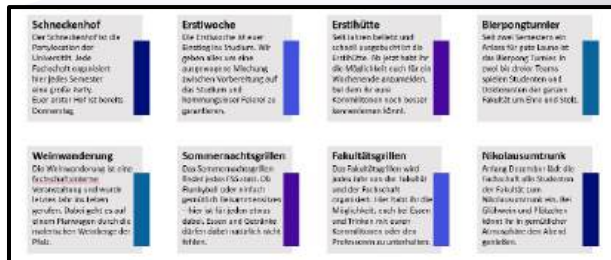 Schneckenhof
Der Schneckenhof ist die
Partylocation der
Universität. Jede
Fachschaft organisiert
hier jedes Semester
eine große Party.
Euer erster Hof ist bereits
Donnerstag
Erstiwoche
Die Erstiwoche ist euer
Einstieg ins Studium. Wir
geben alles um eine
ausgewogene Mischung
zwischen Vorbereitung auf
das Studium und
hemmungsloser Feierei zu
garantieren.
Erstihütte
Seit Jahren beliebt und
schnell ausgebucht ist die
Erstihütte. Ab jetzt habt ihr
die Möglichkeit euch für ein
Wochenende anzumelden,
bei dem ihr eure
Kommilitonen noch besser
kennenlernen könnt.
Bierpongturnier
Seit zwei Semestern ein
Anlass für gute Laune ist
das Bierpong Turnier. In
zwei bis dreier Teams
spielen Studenten und
Dozierenden der ganzen
Fakultät um Ehre und Stolz.
Weinwanderung
Die Weinwanderung ist eine
fachschaftsinterne
Veranstaltung und wurde
letztes Jahr ins Leben
gerufen. Dabei geht es auf
einem Planwagen durch die
malerischen Weinberge der
Pfalz.
Sommernachtsgrillen
Das Sommernachtsgrillen
findet jedes FSS statt. Ob
Flunkyball oder einfach
gemütlich Beisammensitzen
- hier ist für jeden etwas
dabei. Essen und Getränke
dürfen dabei natürlich nicht
fehlen.
Fakultätsgrillen
Das Fakultätsgrillen wird
jedes Jahr von der Fakultät
und der Fachschaft
organisiert. Hier habt ihr die
Möglichkeit, euch bei Essen
und Trinken mit euren
Kommilitonen oder den
Professoren zu unterhalten.
Nikolausumtrunk
Anfang Dezember lädt die
Fachschaft alle Studenten
der Fakultät zum
Nikolausumtrunk ein. Bei
Glühwein und Plätzchen
könnt ihr in gemütlicher
Atmosphäre den Abend
genießen.